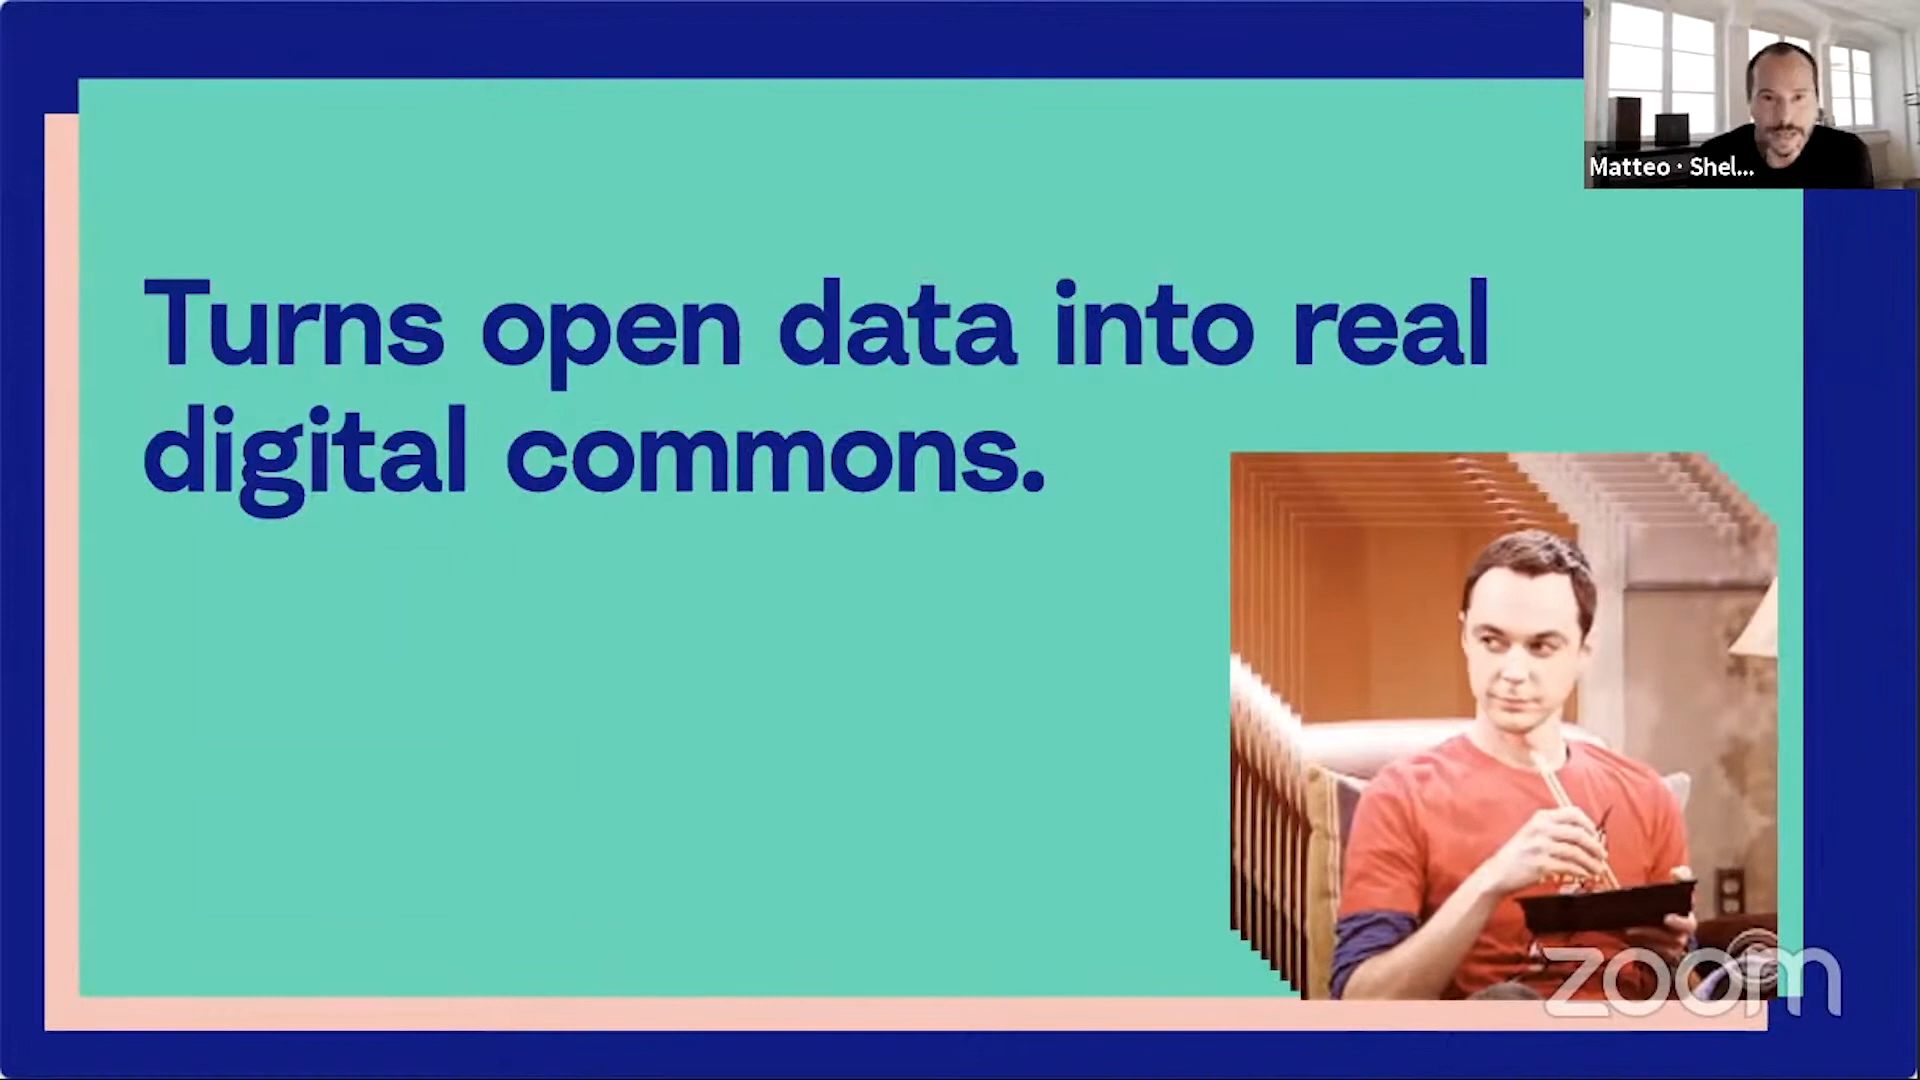 Matteo · Shel...
Turns open data into real
digital commons.
zoom